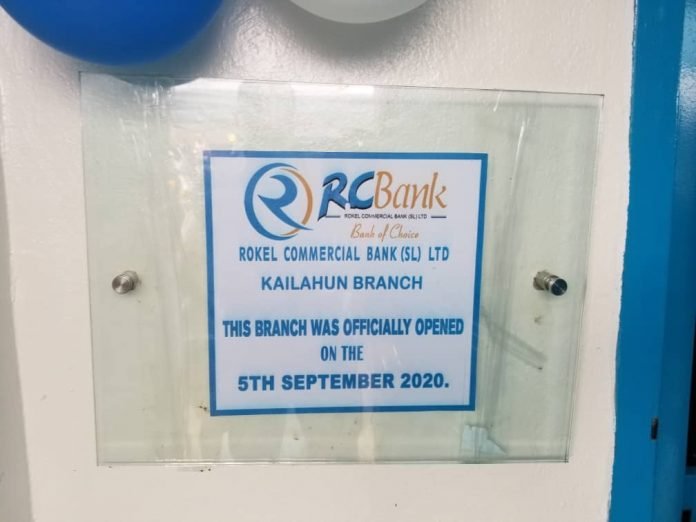 R RCBank
ROKEL COMMERCIAL BANK (SL) LTD
Bank of Choice
ROKEL COMMERCIAL BANK (SL) LTD
KAILAHUN BRANCH
THIS BRANCH WAS OFFICIALLY OPENED
ON THE
5TH SEPTEMBER 2020.